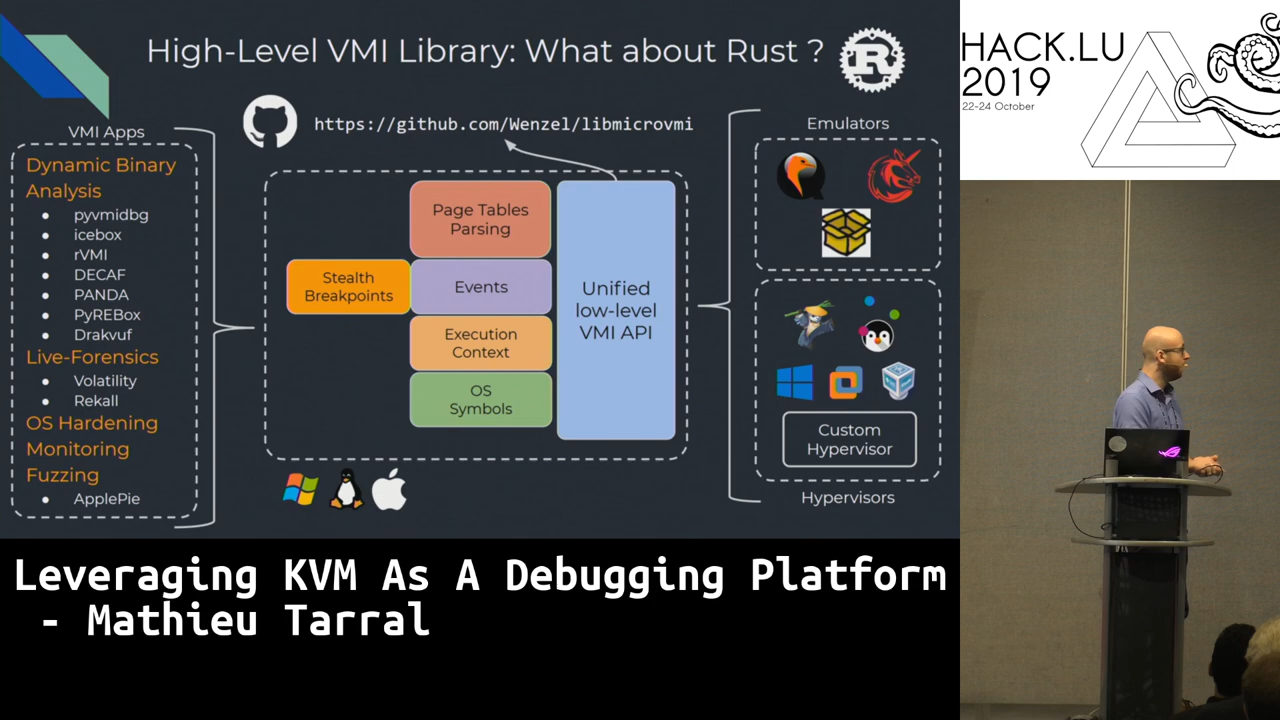 High-Level VMI Library: What about Rust ?
R
https://github.com/Wenzel/libmicrovmi
VMI Apps
Dynamic Binary
Analysis
pyvmidbg
icebox
rVMI
DECAF
PANDA
PyREBox
Drakvuf
Live-Forensics
Volatility
Rekall
OS Hardening
Monitoring
Fuzzing
ApplePie
Stealth
Breakpoints
Page Tables
Parsing
Events
Execution
Context
OS
Symbols
Unified
low-level
VMI API
Emulators
Custom
Hypervisor
Hypervisors
HACK.LU
2019
22-24 October
Leveraging KVM As A Debugging Platform
- Mathieu Tarral